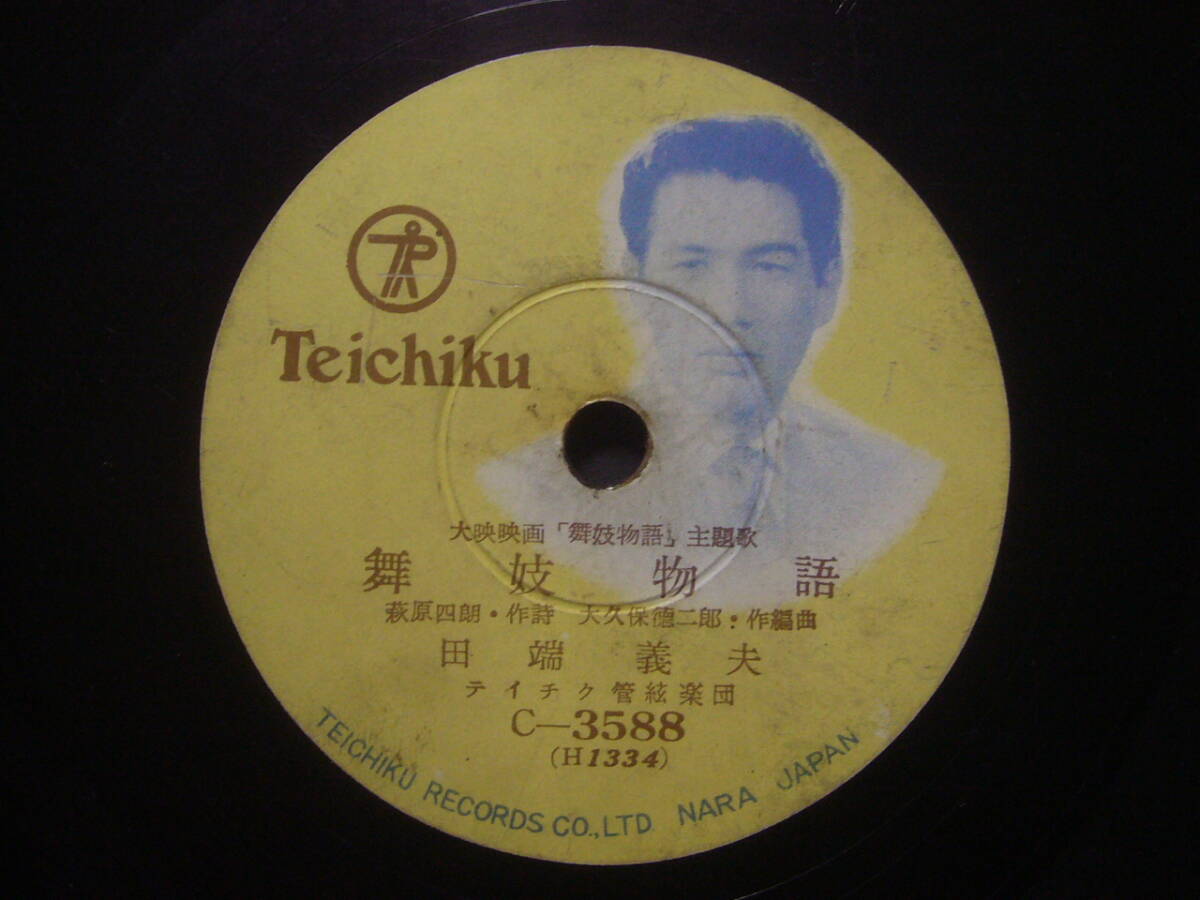 Teichiku
大映映画「舞妓物語」主題歌
舞妓物語
萩原四朗・作詩 大久保徳二郎・作編曲
田端義夫
テイチク管絃楽団
C—3588
(H1334)
TEICHIKU RECORDS CO.,LTD NARA JAPAN